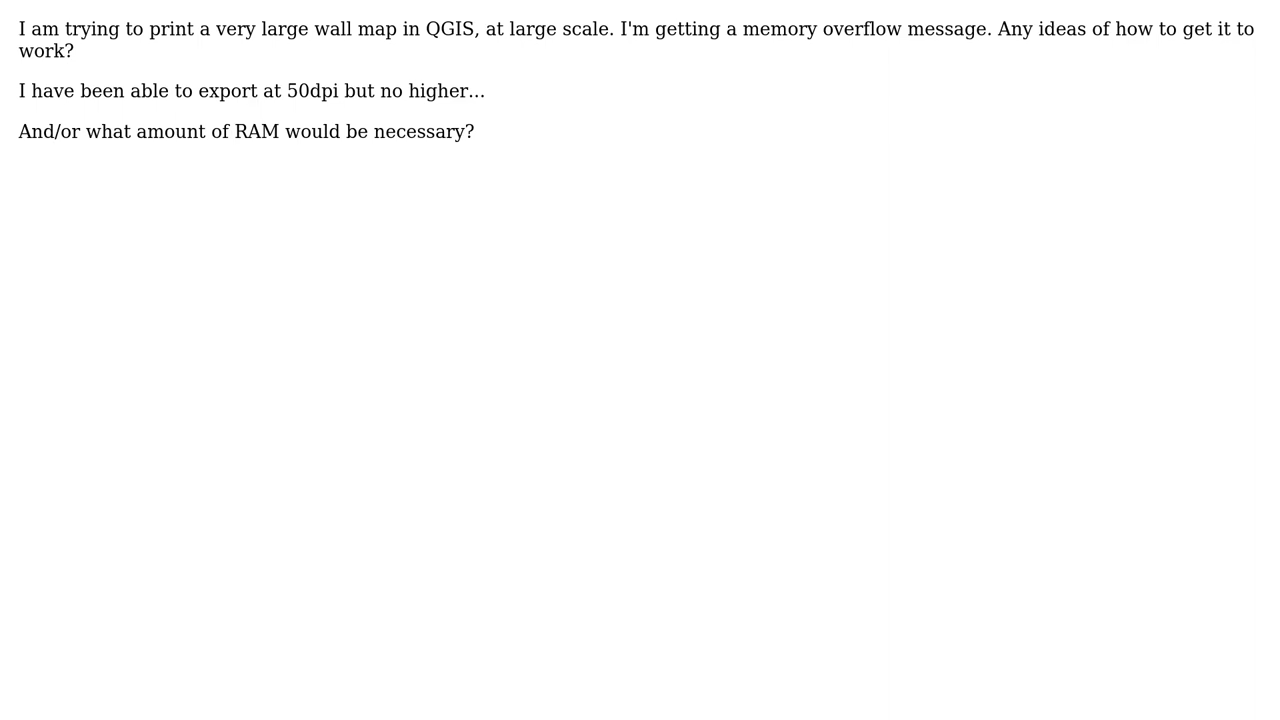 I am trying to print a very large wall map in QGIS, at large scale. I'm getting a memory overflow message. Any ideas of how to get it to
work?
I have been able to export at 50dpi but no higher...
And/or what amount of RAM would be necessary?